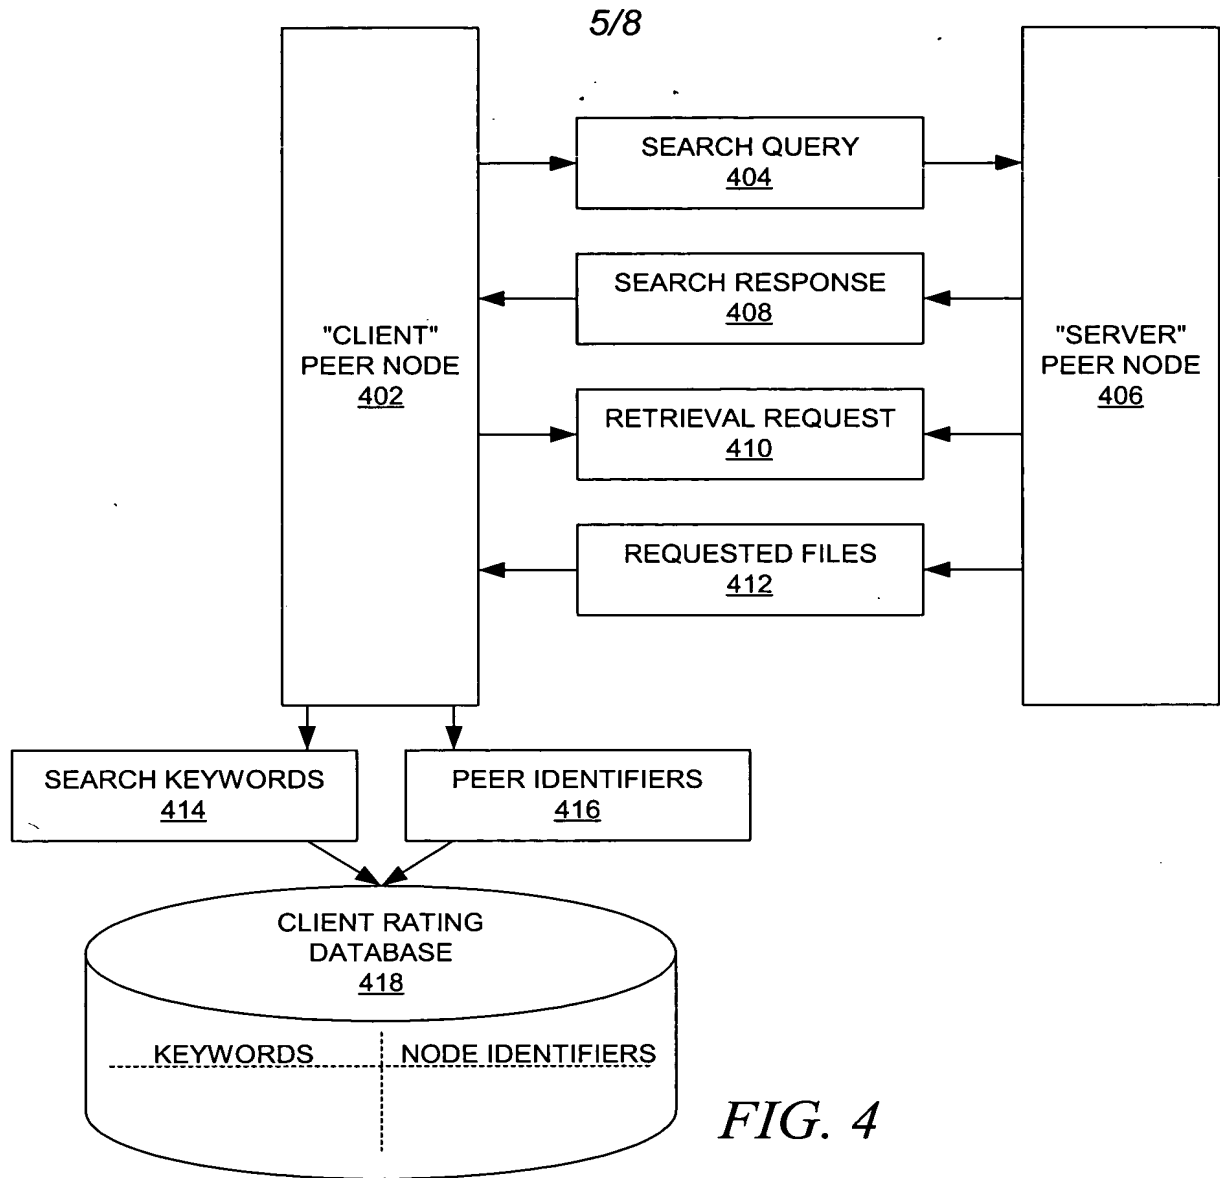 5/8
SEARCH QUERY
404
SEARCH RESPONSE
408
"CLIENT"
PEER NODE
402
"SERVER"
PEER NODE
406
RETRIEVAL REQUEST
410
REQUESTED FILES
412
SEARCH KEYWORDS
414
PEER IDENTIFIERS
416
CLIENT RATING
DATABASE
418
KEYWORDS
NODE IDENTIFIERS
FIG. 4